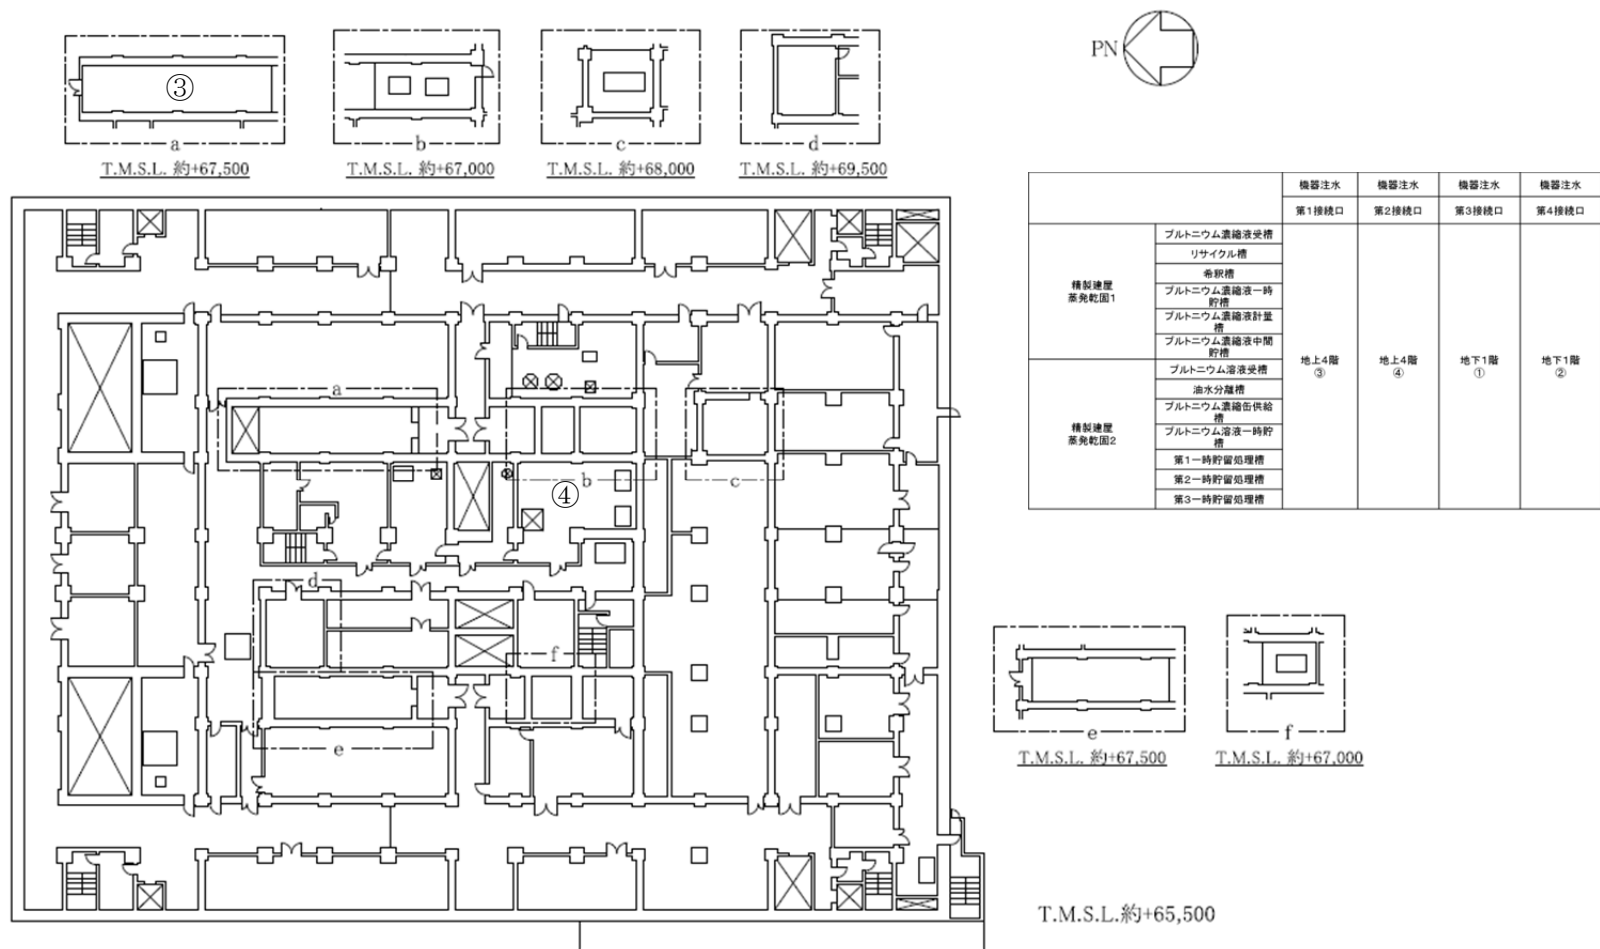 ③
a
T.M.S.L. 約+67,500
b
T.M.S.L. 約+67,000
c
T.M.S.L. 約+68,000
d
T.M.S.L. 約+69,500
PN
機器注水 機器注水 機器注水 機器注水
第1接続口 第2接続口 第3接続口 第4接続口
精製建屋
蒸発乾固1
プルトニウム濃縮液受槽
リサイクル槽
希釈槽
プルトニウム濃縮液一時
貯槽
プルトニウム濃縮液計量
槽
プルトニウム濃縮液中間
貯槽
精製建屋
蒸発乾固2
プルトニウム溶液受槽
油水分離槽
プルトニウム濃縮缶供給
槽
プルトニウム溶液一時貯
槽
第1一時貯留処理槽
第2一時貯留処理槽
第3一時貯留処理槽
地上4階
③
地上4階
④
地下1階
①
地下1階
②
a
b
c
④
d
e
f
e
T.M.S.L. 約+67,500
f
T.M.S.L. 約+67,000
T.M.S.L.約+65,500